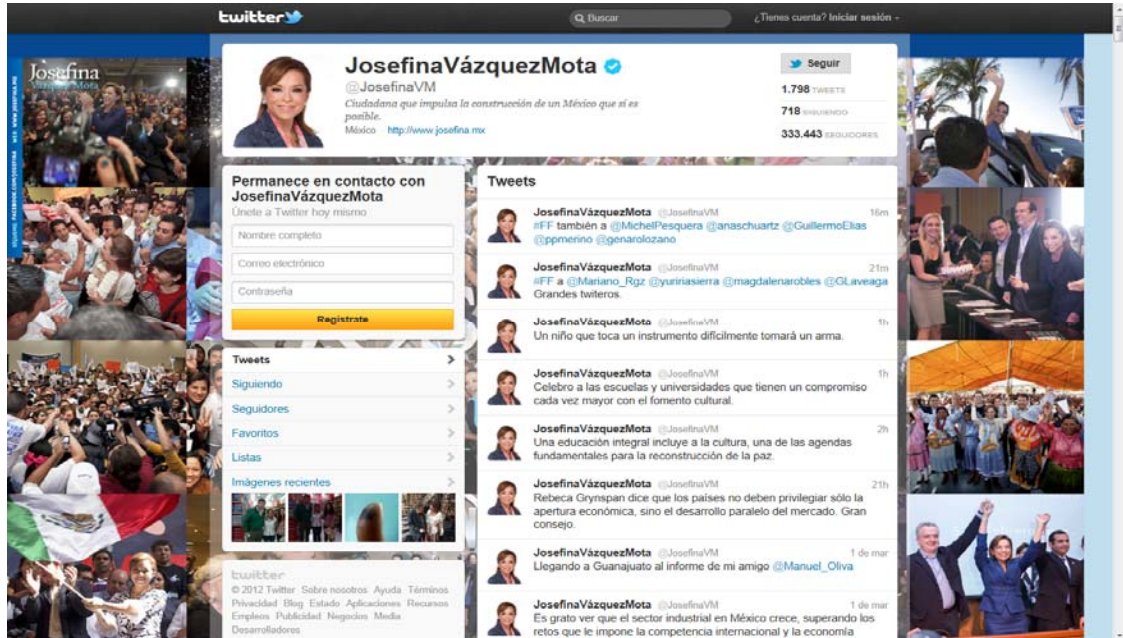 twitter
Buscar
¿Tienes cuenta? Iniciar sesión
Josefina
Vázquez Mota
JosefinaVázquezMota
@JosefinaVM
Ciudadana que impulsa la construcción de un México que sí es
posible.
México http://www.josefina.mx
Seguir
1.798 TWEETS
718 SIGUIENDO
333.443 SEGUIDORES
Permanece en contacto con
JosefinaVázquezMota
Únete a Twitter hoy mismo
Nombre completo
Correo electrónico
Contraseña
Regístrate
Tweets
Siguiendo
Seguidores
Favoritos
Listas
Imágenes recientes
twitter
© 2012 Twitter Sobre nosotros Ayuda Términos
Privacidad Blog Estado Aplicaciones Recursos
Empleos Publicidad Negocios Media
Desarrolladores
Tweets
JosefinaVázquezMota @JosefinaVM 16m
#FF también a @MichelPesquera @anaschuartz @GuillermoElias
@ppmerino @genarolozano
JosefinaVázquezMota @JosefinaVM 21m
#FF a @Mariano_Rgz @yuririasierra @magdalenarobles @GLaveaga
Grandes twiteros.
JosefinaVázquezMota @JosefinaVM 1h
Un niño que toca un instrumento difícilmente tomará un arma.
JosefinaVázquezMota @JosefinaVM 1h
Celebro a las escuelas y universidades que tienen un compromiso
cada vez mayor con el fomento cultural.
JosefinaVázquezMota @JosefinaVM 2h
Una educación integral incluye a la cultura, una de las agendas
fundamentales para la reconstrucción de la paz.
JosefinaVázquezMota @JosefinaVM 21h
Rebeca Grynspan dice que los países no deben privilegiar sólo la
apertura económica, sino el desarrollo paralelo del mercado. Gran
consejo.
JosefinaVázquezMota @JosefinaVM 1 de mar
Llegando a Guanajuato al informe de mi amigo @Manuel_Oliva
JosefinaVázquezMota @JosefinaVM 1 de mar
Es grato ver que el sector industrial en México crece, superando los
retos que le impone la competencia internacional y la economía